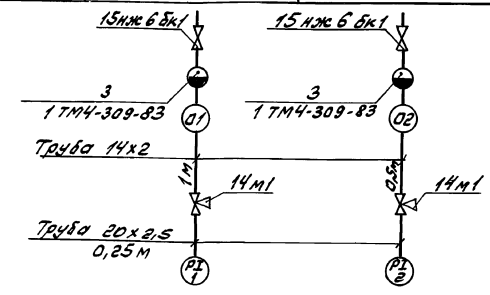 15нж 6 бк1
15 нж 6 бк1
3
1 ТМ4-309-83
3
1 ТМ4-309-83
01
02
Труба 14х2
1м
0,5м
14м1
14м1
Труба 20х2,5
0,25м
PI
1
PI
2